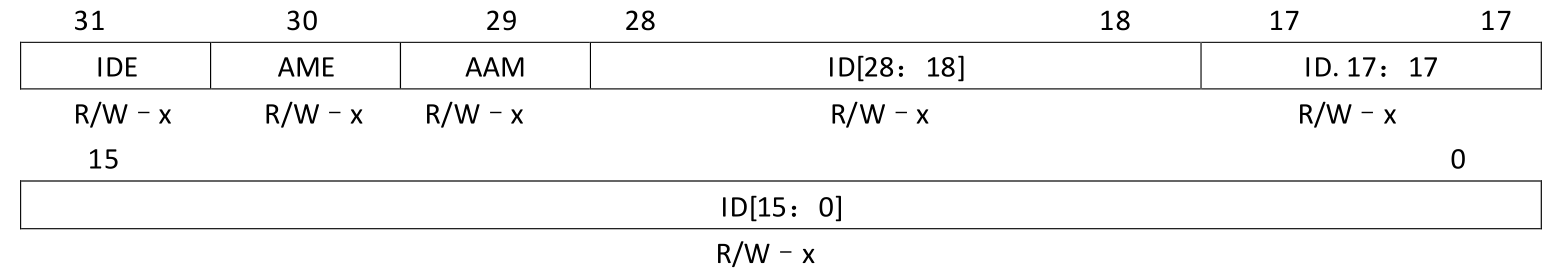 31 30 29 28 18 17 17
IDE AME AAM ID[28：18] ID. 17：17
R/W – x R/W – x R/W – x R/W – x R/W – x
15 0
ID[15：0]
R/W – x